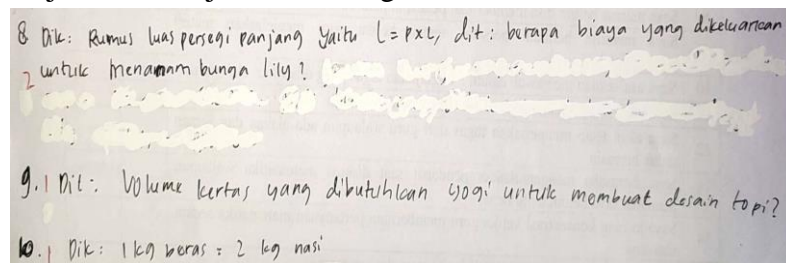 8 Dik: Rumus luas persegi panjang yaitu L = p x L, dit: berapa biaya yang dikeluarkan
2 untuk menanam bunga lily?
9. 1 Dit: Volume kertas yang dibutuhkan yogi untuk membuat desain topi?
10. 1 Dik: 1 kg beras = 2 kg nasi